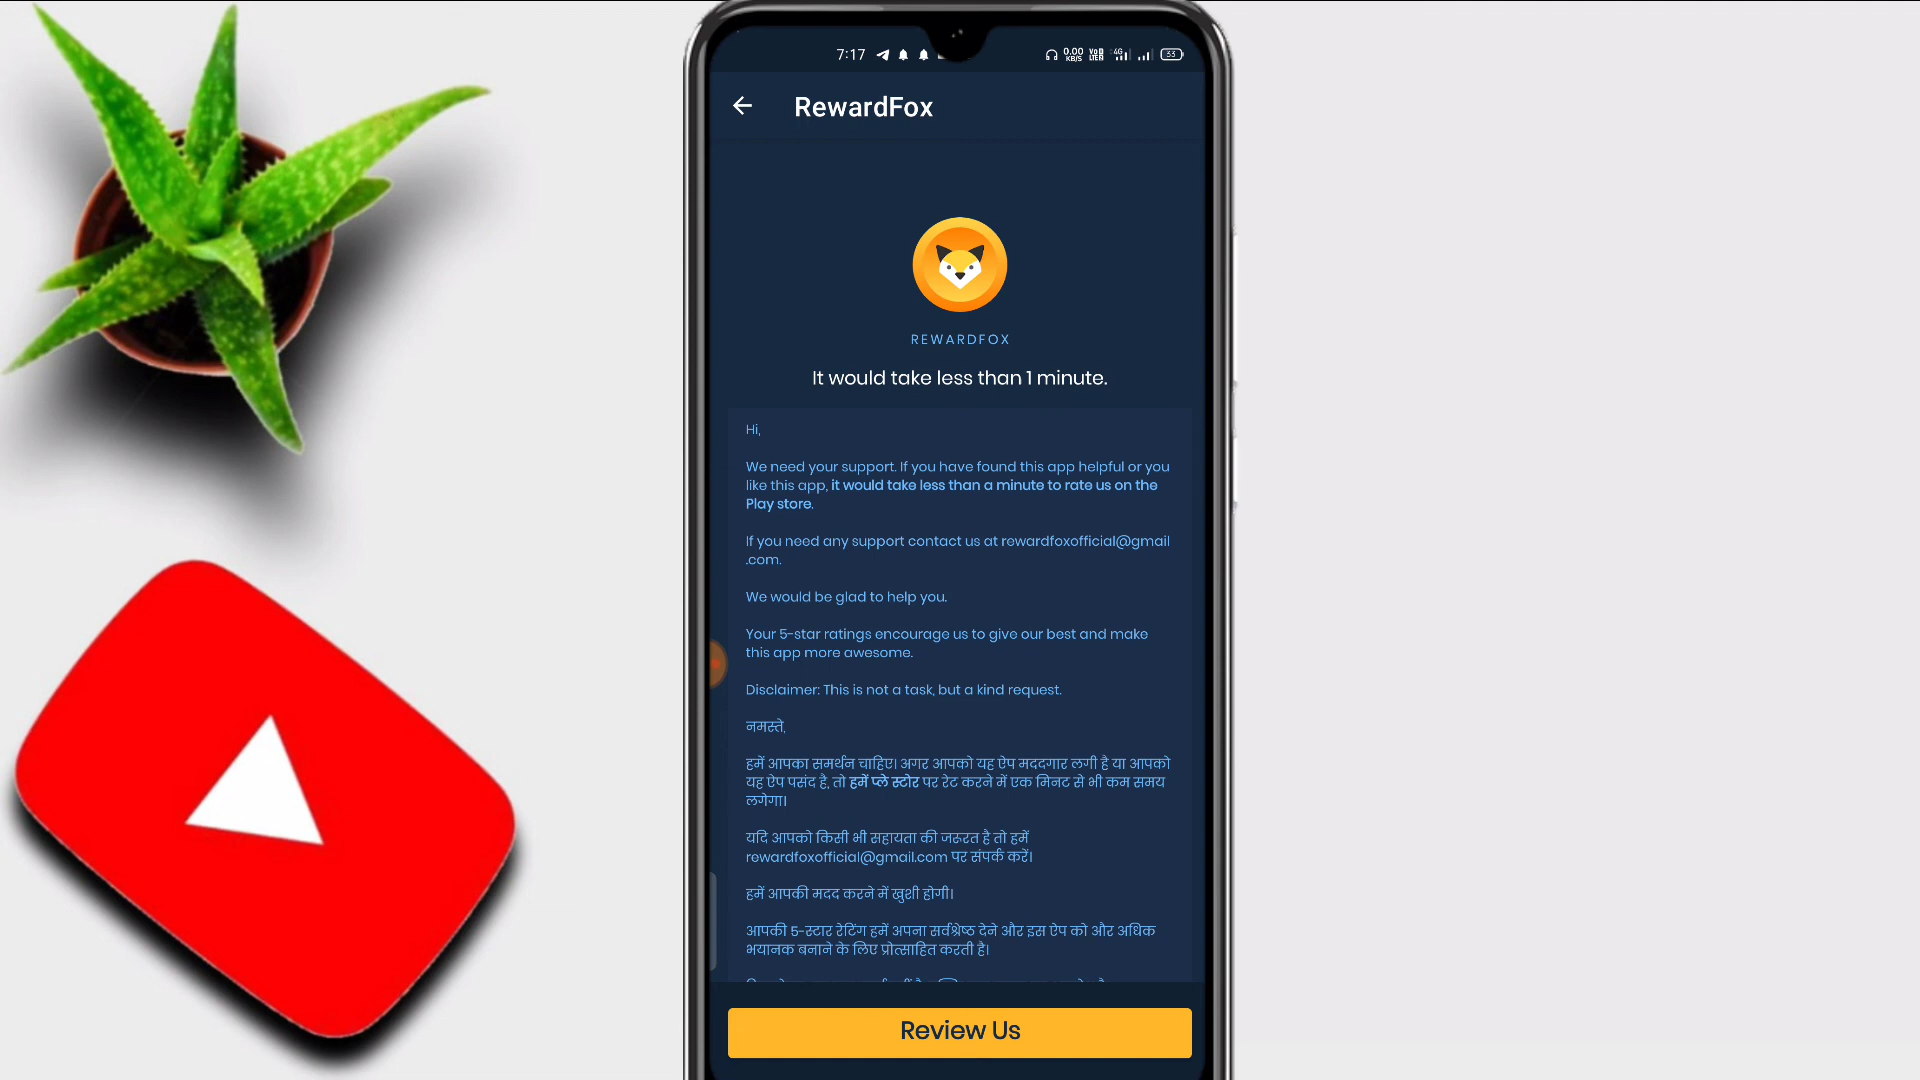 7:17
0.00 KB/S
4G
33
RewardFox
REWARDFOX
It would take less than 1 minute.
Hi,
We need your support. If you have found this app helpful or you
like this app, it would take less than a minute to rate us on the
Play store.
If you need any support contact us at rewardfoxofficial@gmail
.com.
We would be glad to help you.
Your 5-star ratings encourage us to give our best and make
this app more awesome.
Disclaimer: This is not a task, but a kind request.
नमस्ते,
हमें आपका समर्थन चाहिए। अगर आपको यह ऐप मददगार लगी है या आपको
यह ऐप पसंद है, तो हमें प्ले स्टोर पर रेट करने में एक मिनट से भी कम समय
लगेगा।
यदि आपको किसी भी सहायता की जरूरत है तो हमें
rewardfoxofficial@gmail.com पर संपर्क करें।
हमें आपकी मदद करने में खुशी होगी।
आपकी 5-स्टार रेटिंग हमें अपना सर्वश्रेष्ठ देने और इस ऐप को और अधिक
भयानक बनाने के लिए प्रोत्साहित करती है।
Review Us